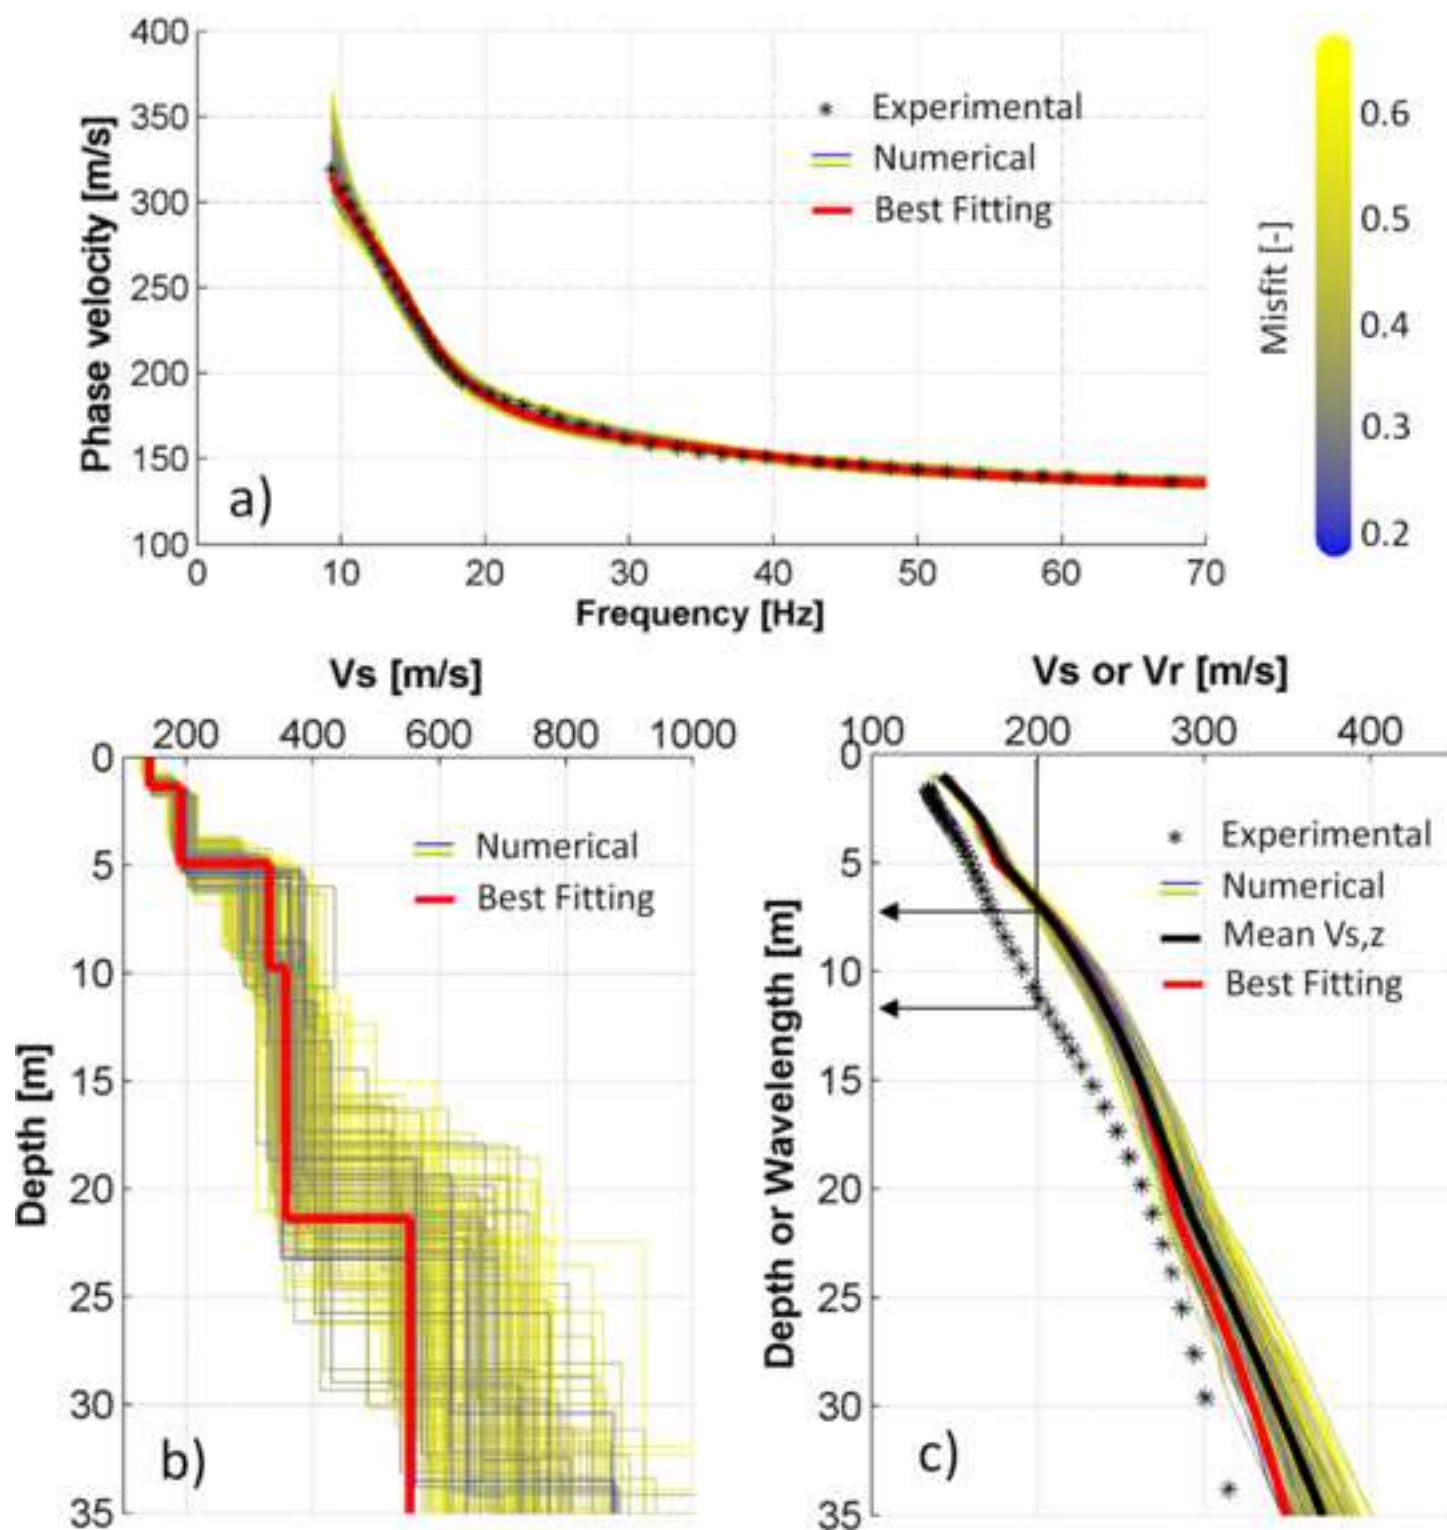 400
350
300
250
200
150
100
Phase velocity [m/s]
0 10 20 30 40 50 60 70
Frequency [Hz]
Experimental
Numerical
Best Fitting
a)
Misfit [-]
0.6
0.5
0.4
0.3
0.2
Vs [m/s]
200 400 600 800 1000
0
5
10
15
20
25
30
35
Depth [m]
Numerical
Best Fitting
b)
Vs or Vr [m/s]
100 200 300 400
0
5
10
15
20
25
30
35
Depth or Wavelength [m]
Experimental
Numerical
Mean Vs,z
Best Fitting
c)